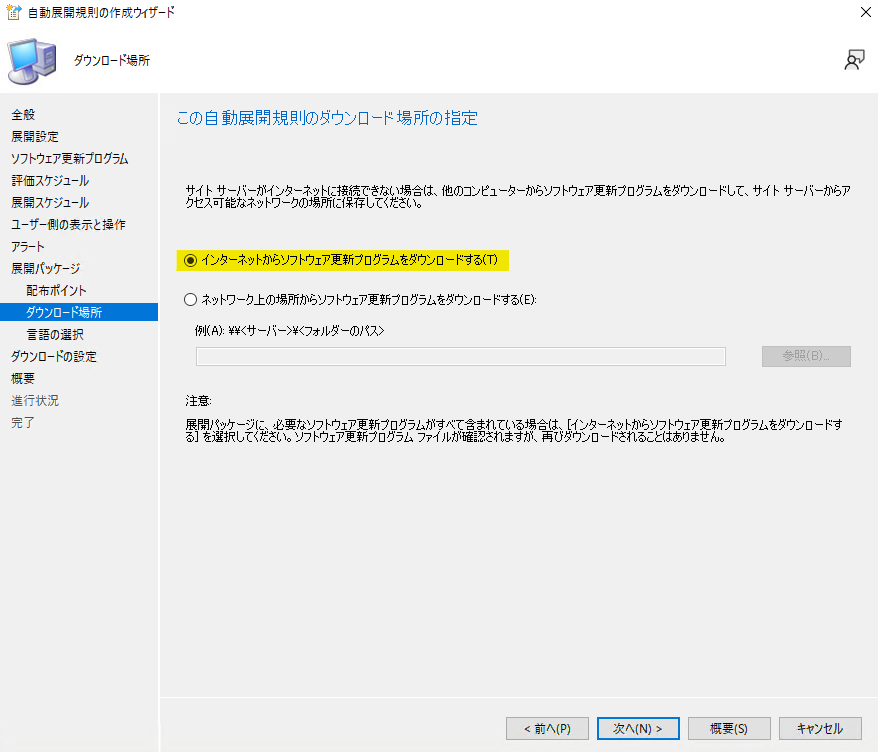 自動展開規則の作成ウィザード
ダウンロード場所
全般
展開設定
ソフトウェア更新プログラム
評価スケジュール
展開スケジュール
ユーザー側の表示と操作
アラート
展開パッケージ
配布ポイント
ダウンロード場所
言語の選択
ダウンロードの設定
概要
進行状況
完了
この自動展開規則のダウンロード場所の指定
サイト サーバーがインターネットに接続できない場合は、他のコンピューターからソフトウェア更新プログラムをダウンロードして、サイト サーバーからア
クセス可能なネットワークの場所に保存してください。
インターネットからソフトウェア更新プログラムをダウンロードする(T)
ネットワーク上の場所からソフトウェア更新プログラムをダウンロードする(E):
例(A): ¥¥<サーバー>¥<フォルダーのパス>
参照(B)...
注意:
展開パッケージに、必要なソフトウェア更新プログラムがすべて含まれている場合は、[インターネットからソフトウェア更新プログラムをダウンロードす
る] を選択してください。ソフトウェア更新プログラム ファイルが確認されますが、再びダウンロードされることはありません。
< 前へ(P)
次へ(N) >
概要(S)
キャンセル